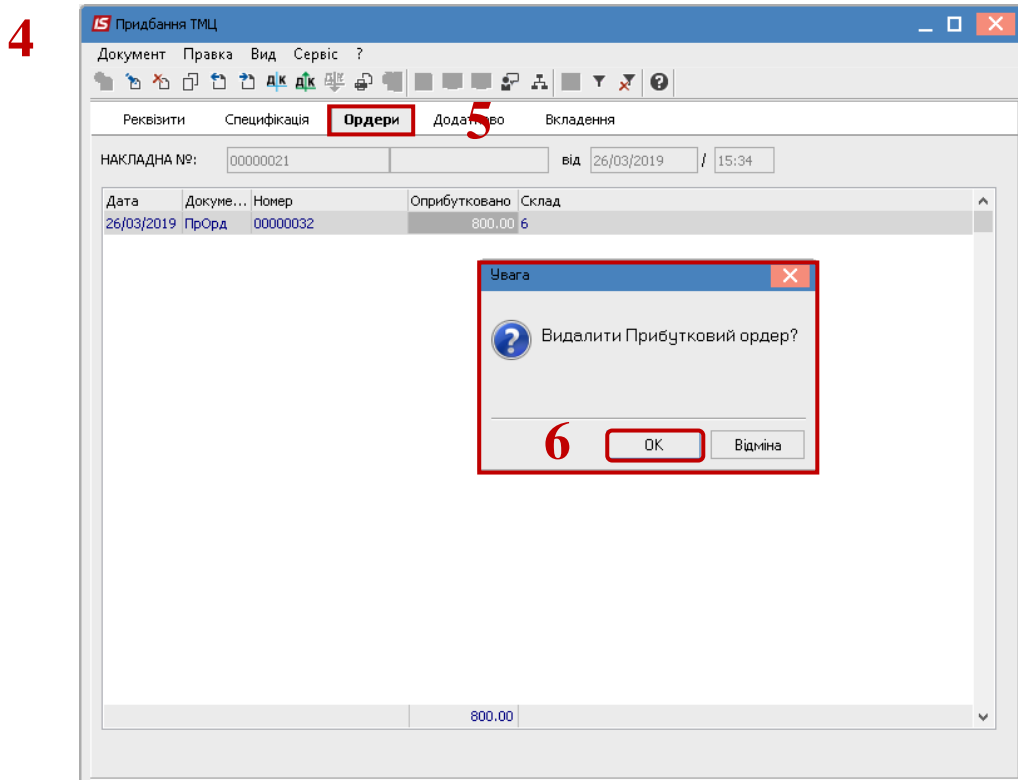 4
Придбання ТМЦ
Документ Правка Вид Сервіс ?
Реквізити Специфікація Ордери Додатково Вкладення
5
НАКЛАДНА №: 00000021 від 26/03/2019 / 15:34
Дата Докуме... Номер Оприбутковано Склад
26/03/2019 ПрОрд 00000032 800.00 6
Увага
Видалити Прибутковий ордер?
6 OK Відміна
800.00